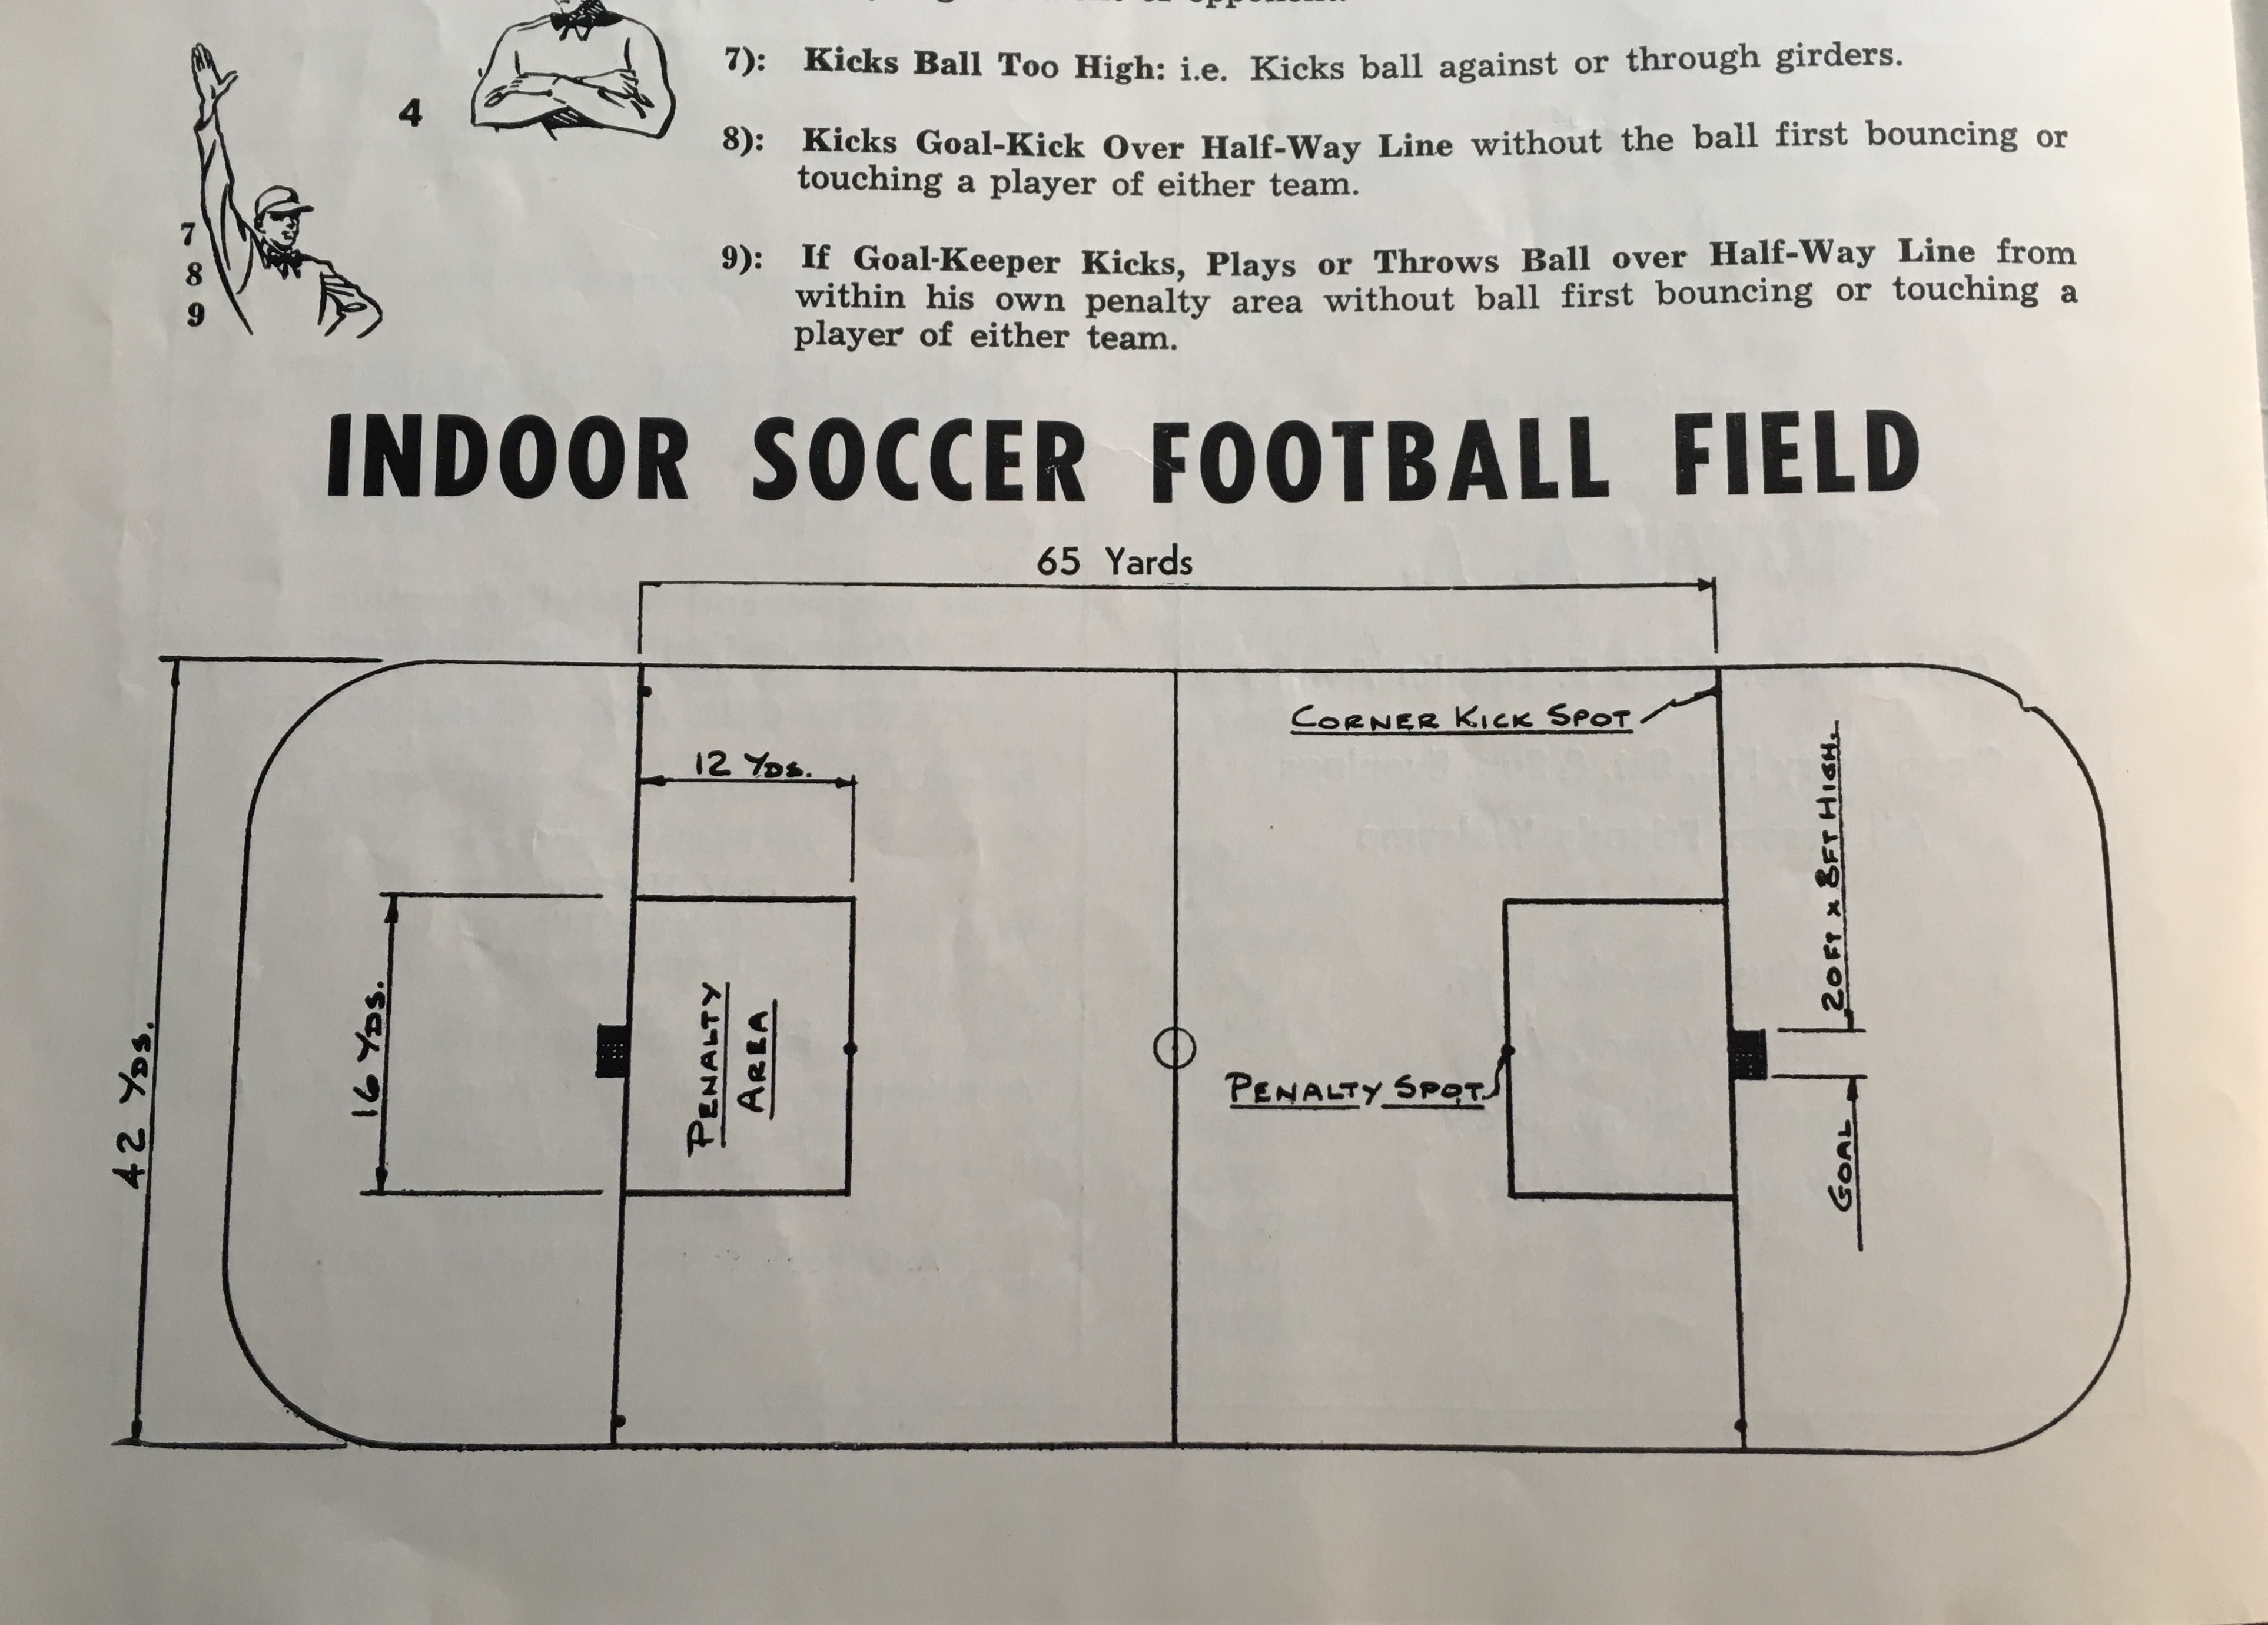 4
7): Kicks Ball Too High: i.e. Kicks ball against or through girders.
8): Kicks Goal-Kick Over Half-Way Line without the ball first bouncing or
touching a player of either team.
7
8
9
9): If Goal-Keeper Kicks, Plays or Throws Ball over Half-Way Line from
within his own penalty area without ball first bouncing or touching a
player of either team.
INDOOR SOCCER FOOTBALL FIELD
65 Yards
CORNER KICK SPOT
12 YDS.
20FT x 8FT HIGH.
16 YDS.
42 YDS.
PENALTY
AREA
PENALTY SPOT
GOAL